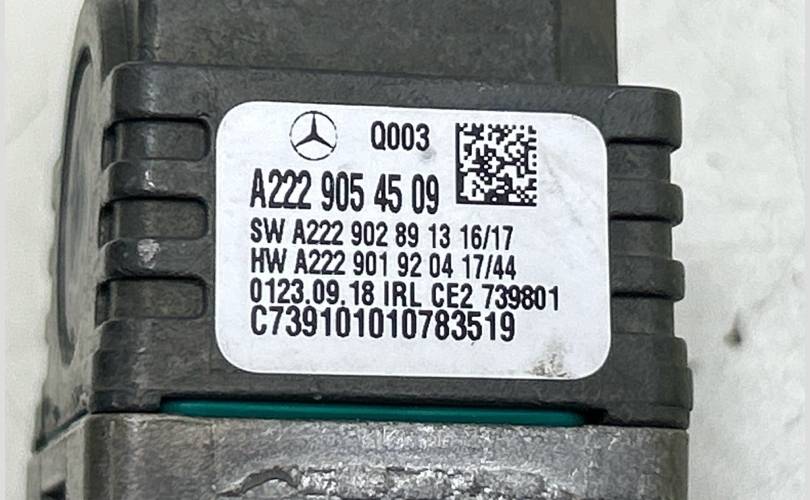 Q003
A222 905 45 09
SW A222 902 89 13 16/17
HW A222 901 92 04 17/44
0123.09.18 IRL CE2 739801
C739101010783519